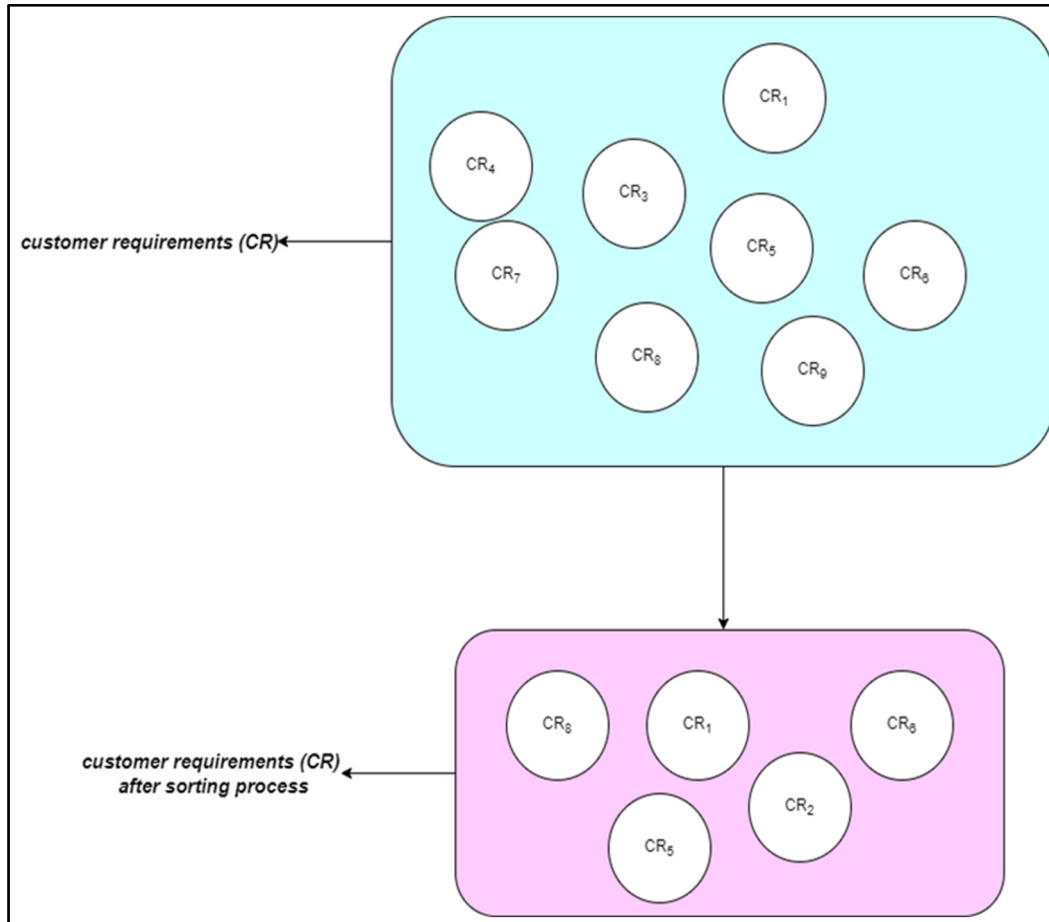 CR₁
CR₄
CR₃
customer requirements (CR)
CR₅
CR₇
CR₆
CR₈
CR₉
CR₈
CR₁
CR₆
customer requirements (CR)
after sorting process
CR₂
CR₅